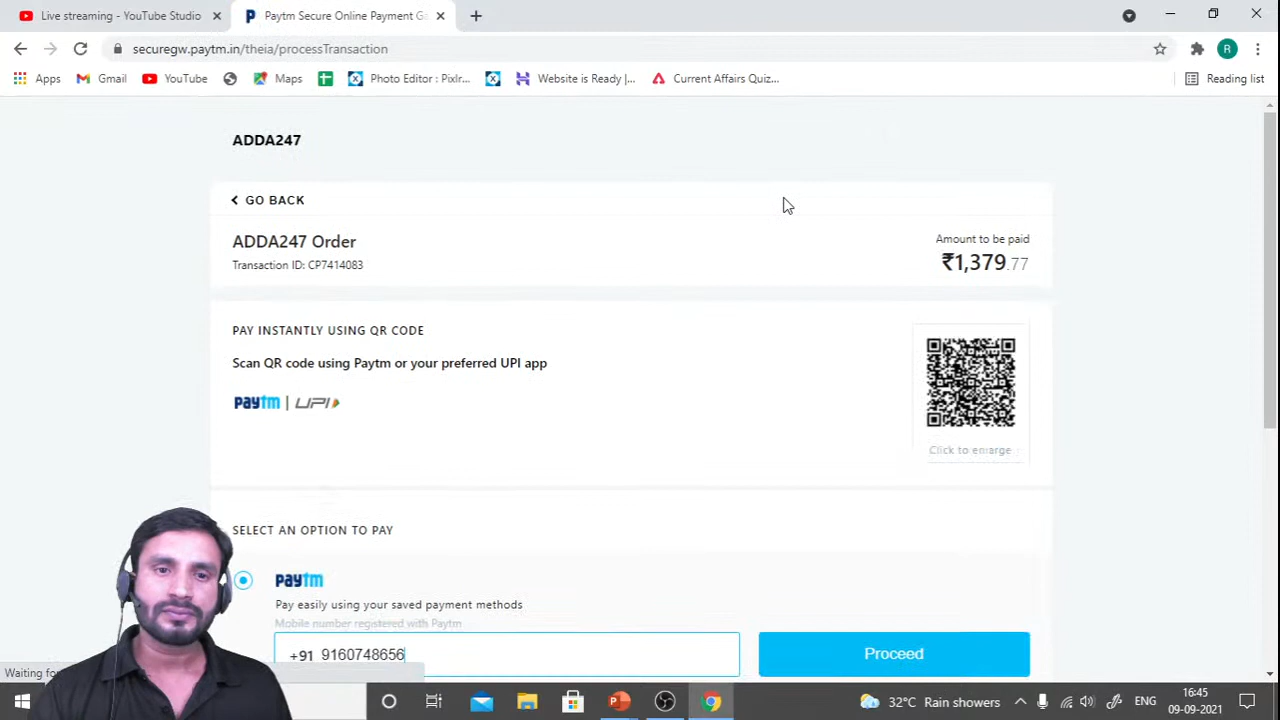 Live streaming - YouTube Studio
Paytm Secure Online Payment Ga
securegw.paytm.in/theia/processTransaction
R
Apps
Gmail
YouTube
Maps
Photo Editor : Pixlr...
Website is Ready |...
Current Affairs Quiz...
Reading list
ADDA247
GO BACK
ADDA247 Order
Amount to be paid
Transaction ID: CP7414083
₹1,379.77
PAY INSTANTLY USING QR CODE
Scan QR code using Paytm or your preferred UPI app
paytm | UPI
Click to enlarge
SELECT AN OPTION TO PAY
paytm
Pay easily using your saved payment methods
Mobile number registered with Paytm
+91 9160748656
Proceed
Waiting for
32°C Rain showers
ENG
16:45
09-09-2021